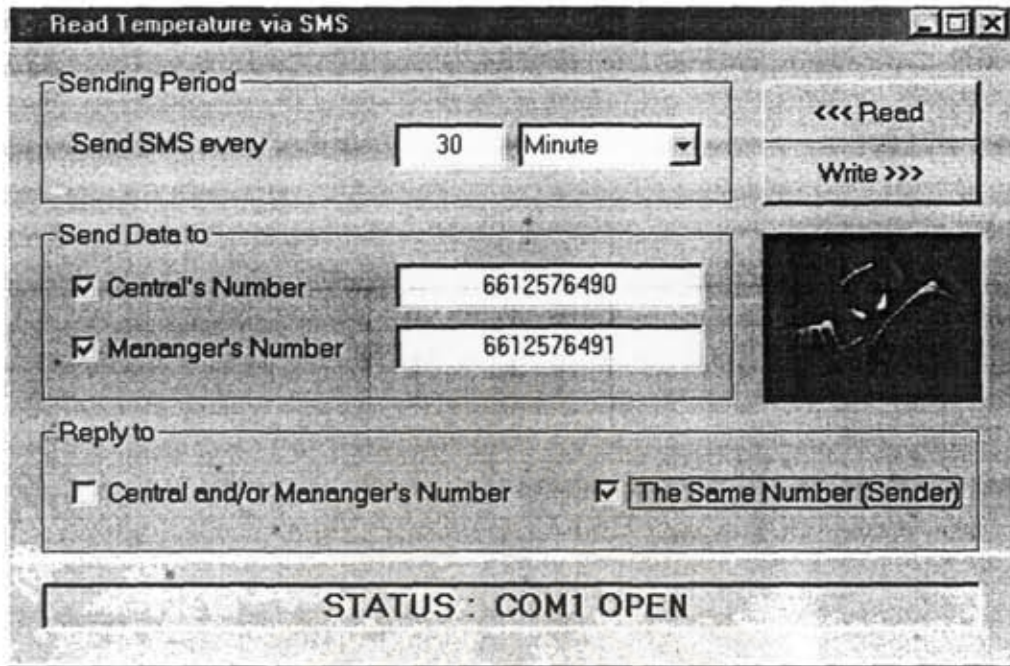 Read Temperature via SMS
Sending Period
Send SMS every 30 Minute
<<< Read
Write >>>
Send Data to
Central's Number 6612576490
Mananger's Number 6612576491
Reply to
Central and/or Mananger's Number The Same Number (Sender)
STATUS : COM1 OPEN